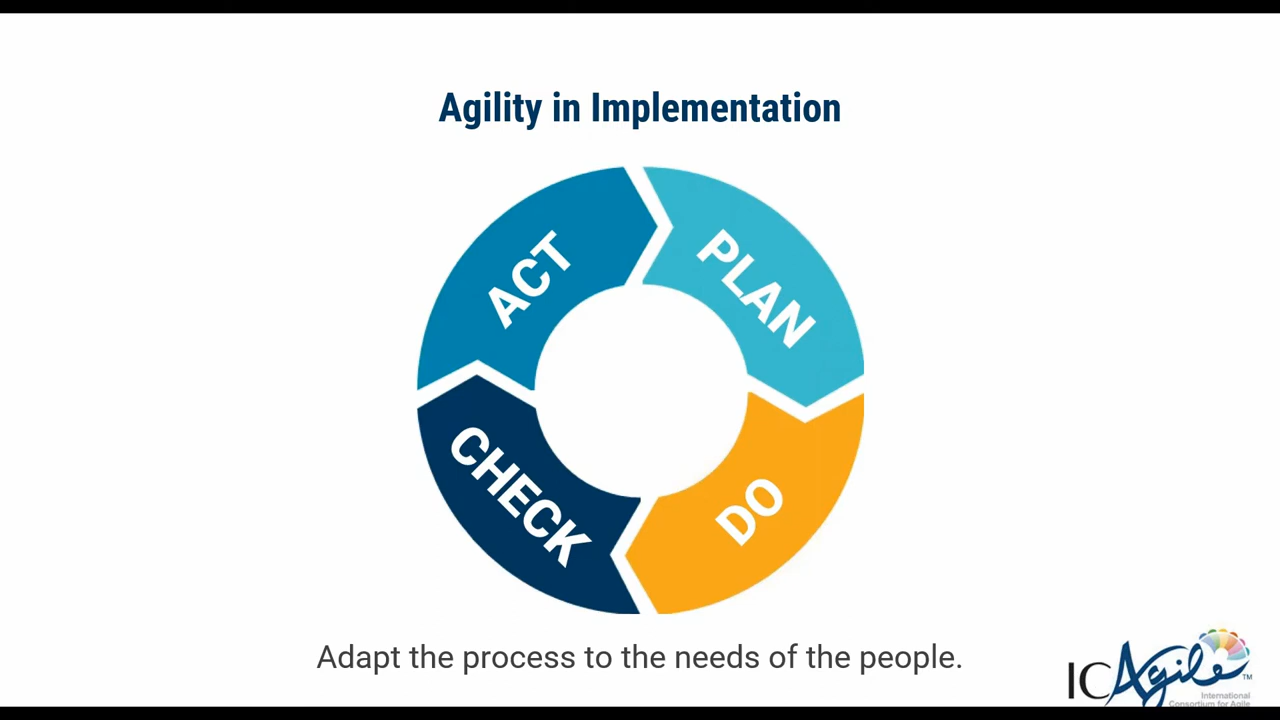 Agility in Implementation
PLAN
DO
CHECK
ACT
Adapt the process to the needs of the people.
ICAgile TM
International
Consortium for Agile